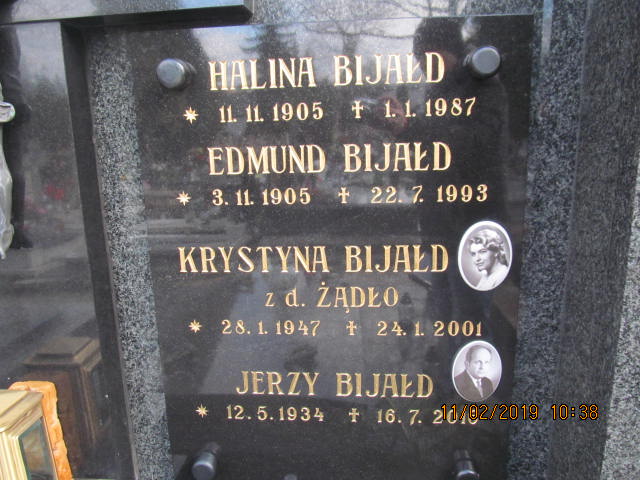 HALINA BIJAŁD
* 11. 11. 1905 ✝ 1. 1. 1987
EDMUND BIJAŁD
* 3. 11. 1905 ✝ 22. 7. 1993
KRYSTYNA BIJAŁD
z d. ŻĄDŁO
* 28. 1. 1947 ✝ 24. 1. 2001
JERZY BIJAŁD
* 12. 5. 1934 ✝ 16. 7.
11/02/2019 10:38